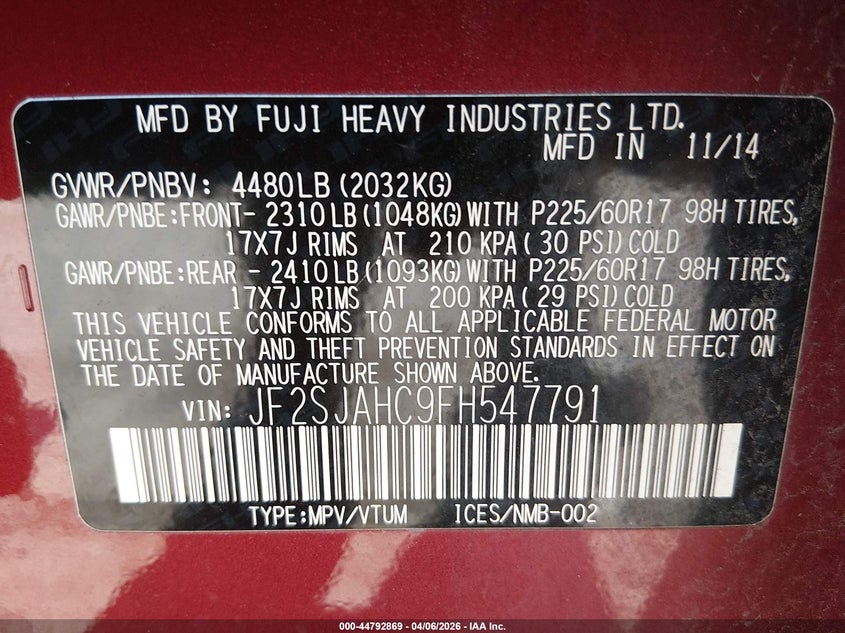 MFD BY FUJI HEAVY INDUSTRIES LTD.
MFD IN 11/14
GVWR/PNBV: 4480LB (2032KG)
GAWR/PNBE:FRONT- 2310LB (1048KG) WITH P225/60R17 98H TIRES,
17X7J RIMS AT 210 KPA (30 PSI) COLD
GAWR/PNBE:REAR - 2410LB (1093KG) WITH P225/60R17 98H TIRES,
17X7J RIMS AT 200 KPA (29 PSI) COLD
THIS VEHICLE CONFORMS TO ALL APPLICABLE FEDERAL MOTOR
VEHICLE SAFETY AND THEFT PREVENTION STANDARDS IN EFFECT ON
THE DATE OF MANUFACTURE SHOWN ABOVE.
VIN: JF2SJAHC9FH547791
TYPE:MPV/VTUM ICES/NMB-002
000-44792869 - 04/06/2026 - IAA Inc.